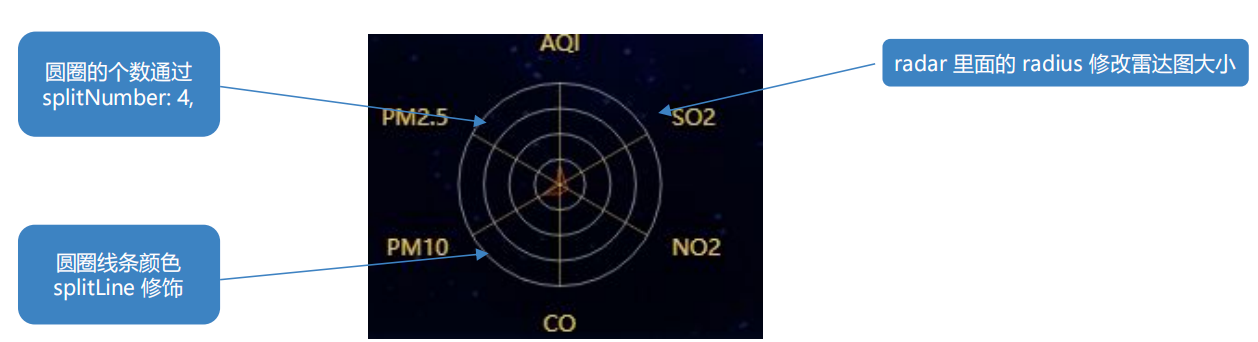 圆圈的个数通过
splitNumber: 4,
AQI
radar 里面的 radius 修改雷达图大小
PM2.5
SO2
PM10
NO2
圆圈线条颜色
splitLine 修饰
CO